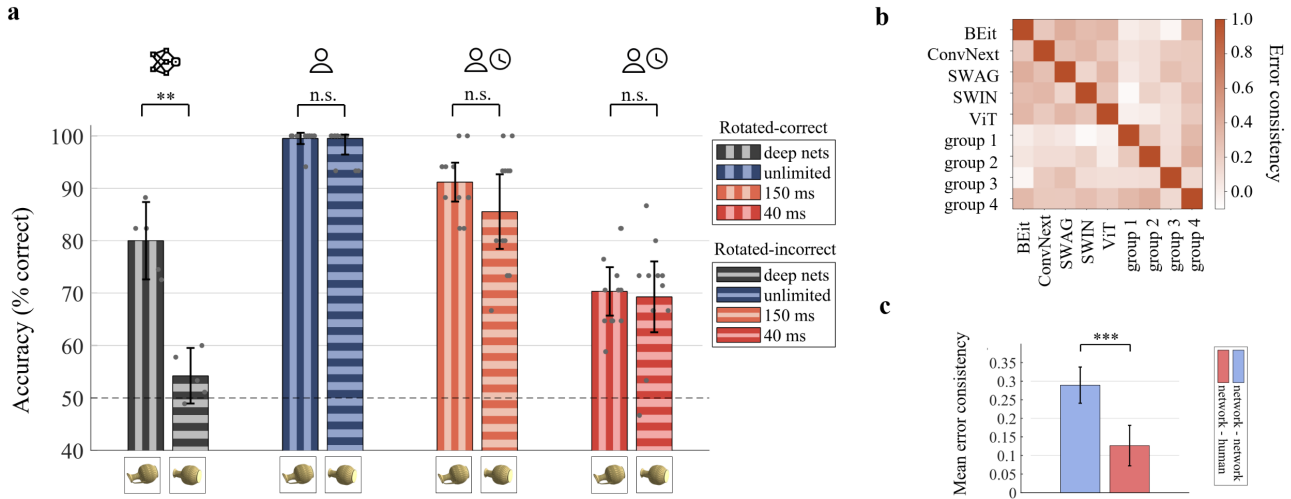 a
**
n.s.
n.s.
n.s.
Accuracy (% correct)
100
90
80
70
60
50
40
Rotated-correct
deep nets
unlimited
150 ms
40 ms
Rotated-incorrect
deep nets
unlimited
150 ms
40 ms
b
BEit
ConvNext
SWAG
SWIN
ViT
group 1
group 2
group 3
group 4
BEit
ConvNext
SWAG
SWIN
ViT
group 1
group 2
group 3
group 4
1.0
0.8
0.6
0.4
0.2
0.0
Error consistency
c
***
Mean error consistency
0.35
0.3
0.25
0.2
0.15
0.1
0.05
0
network - network
network - human